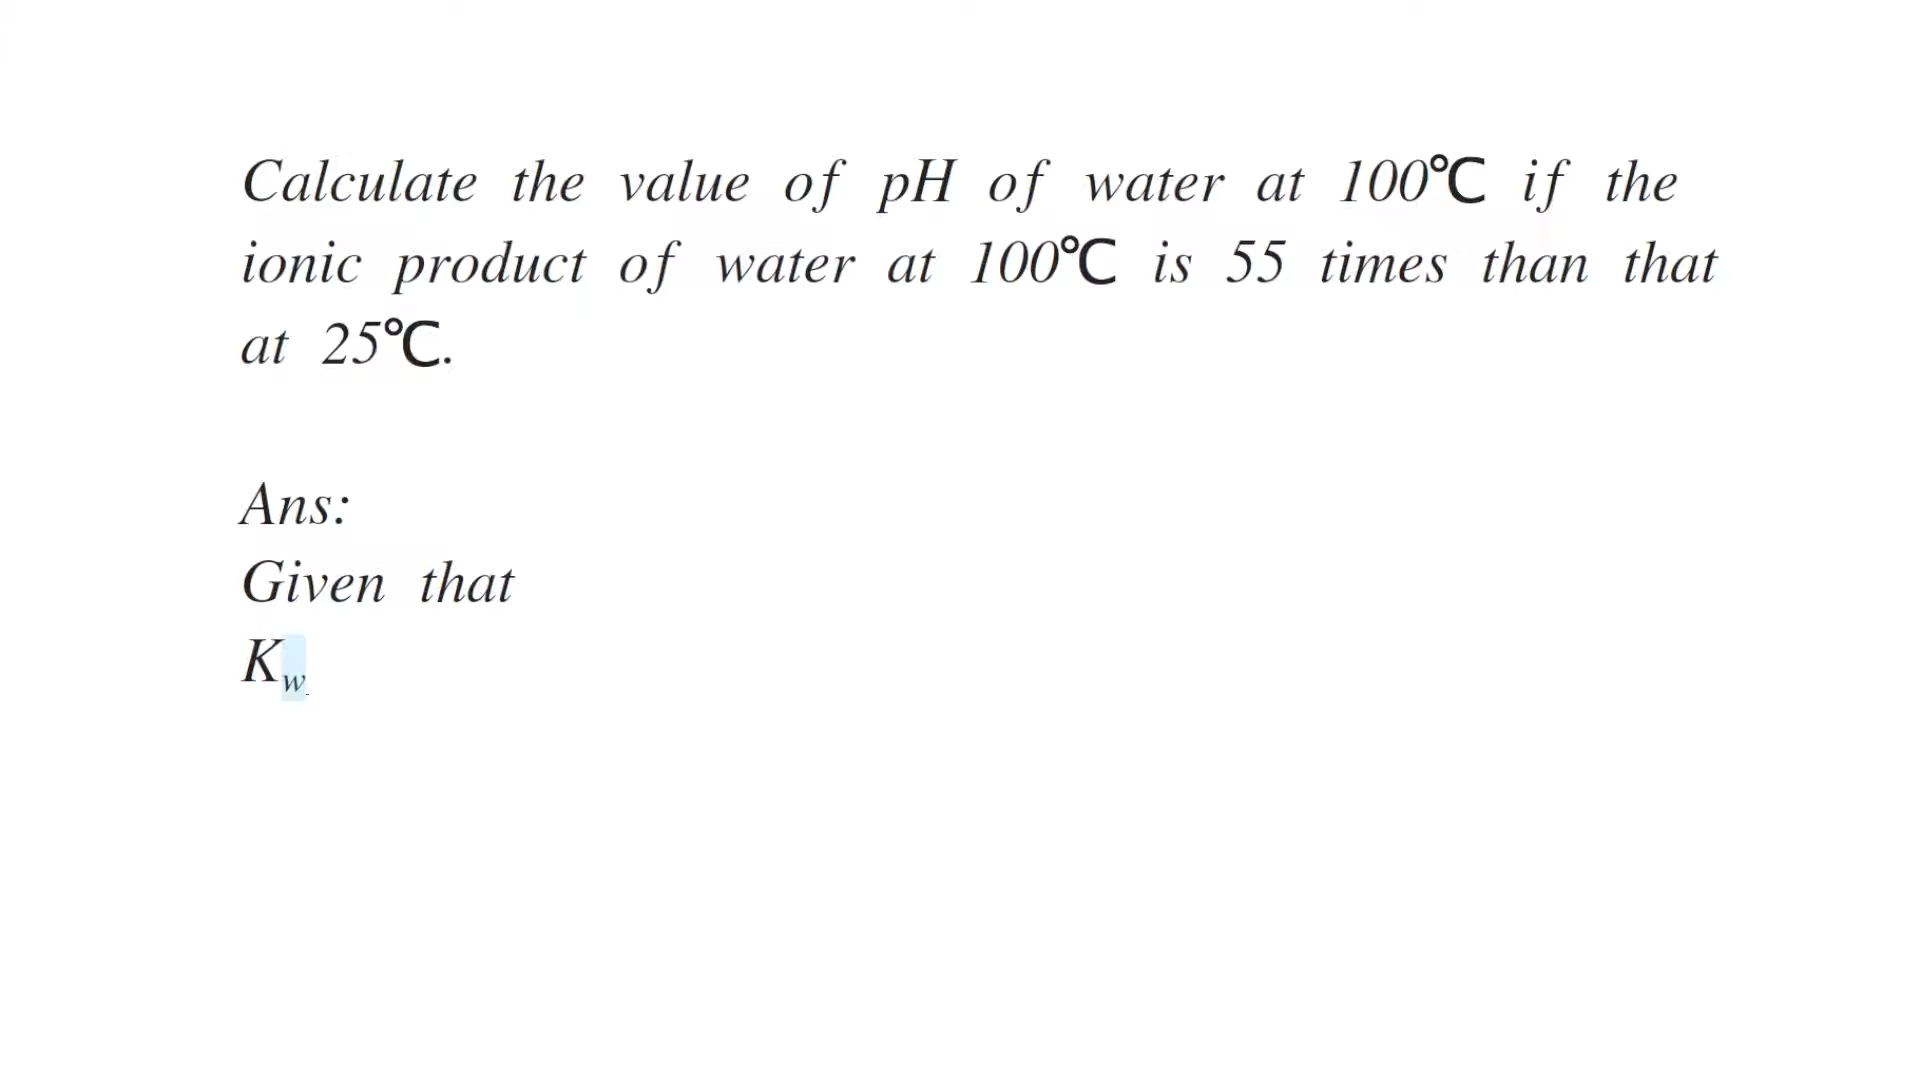 Calculate the value of pH of water at 100℃ if the
ionic product of water at 100℃ is 55 times than that
at 25℃.
Ans:
Given that
K_w